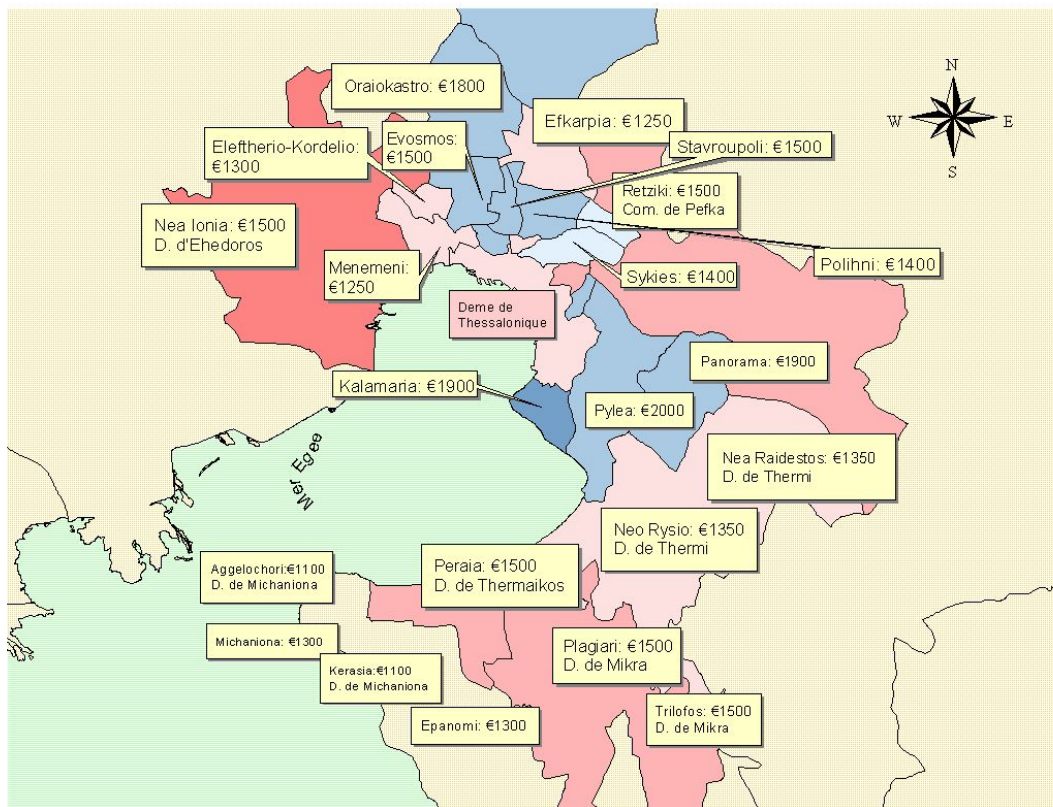 Oraiokastro: €1800
N
W
E
S
Efkarpia: €1250
Eleftherio-Kordelio:
€1300
Evosmos:
€1500
Stavroupoli: €1500
Retziki: €1500
Com. de Pefka
Nea Ionia: €1500
D. d'Ehedoros
Menemeni:
€1250
Sykies: €1400
Polihni: €1400
Deme de
Thessalonique
Kalamaria: €1900
Panorama: €1900
Pylea: €2000
Nea Raidestos: €1350
D. de Thermi
Mer Egee
Neo Rysio: €1350
D. de Thermi
Aggelochori:€1100
D. de Michaniona
Peraia: €1500
D. de Thermaikos
Michaniona: €1300
Plagiari: €1500
D. de Mikra
Kerasia:€1100
D. de Michaniona
Epanomi: €1300
Trilofos: €1500
D. de Mikra